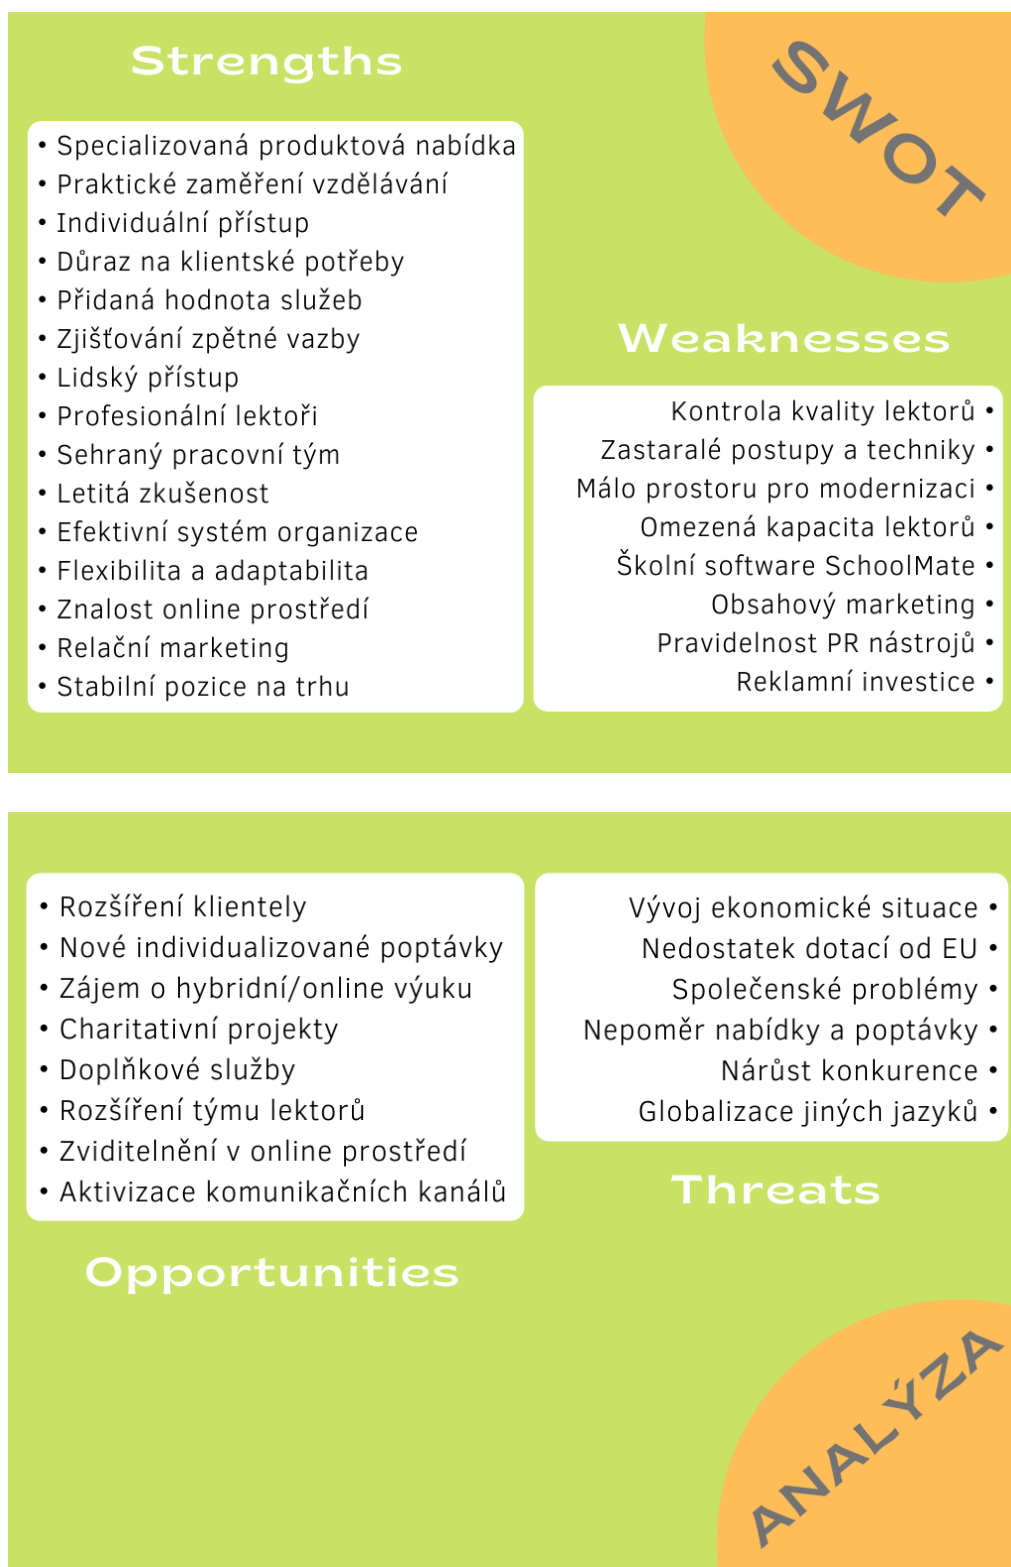 Strengths
SWOT
• Specializovaná produktová nabídka
• Praktické zaměření vzdělávání
• Individuální přístup
• Důraz na klientské potřeby
• Přidaná hodnota služeb
• Zjišťování zpětné vazby
• Lidský přístup
• Profesionální lektoři
• Sehraný pracovní tým
• Letitá zkušenost
• Efektivní systém organizace
• Flexibilita a adaptabilita
• Znalost online prostředí
• Relační marketing
• Stabilní pozice na trhu
Weaknesses
Kontrola kvality lektorů •
Zastaralé postupy a techniky •
Málo prostoru pro modernizaci •
Omezená kapacita lektorů •
Školní software SchoolMate •
Obsahový marketing •
Pravidelnost PR nástrojů •
Reklamní investice •
• Rozšíření klientely
• Nové individualizované poptávky
• Zájem o hybridní/online výuku
• Charitativní projekty
• Doplňkové služby
• Rozšíření týmu lektorů
• Zviditelnění v online prostředí
• Aktivizace komunikačních kanálů
Opportunities
Vývoj ekonomické situace •
Nedostatek dotací od EU •
Společenské problémy •
Nepoměr nabídky a poptávky •
Nárůst konkurence •
Globalizace jiných jazyků •
Threats
ANALÝZA